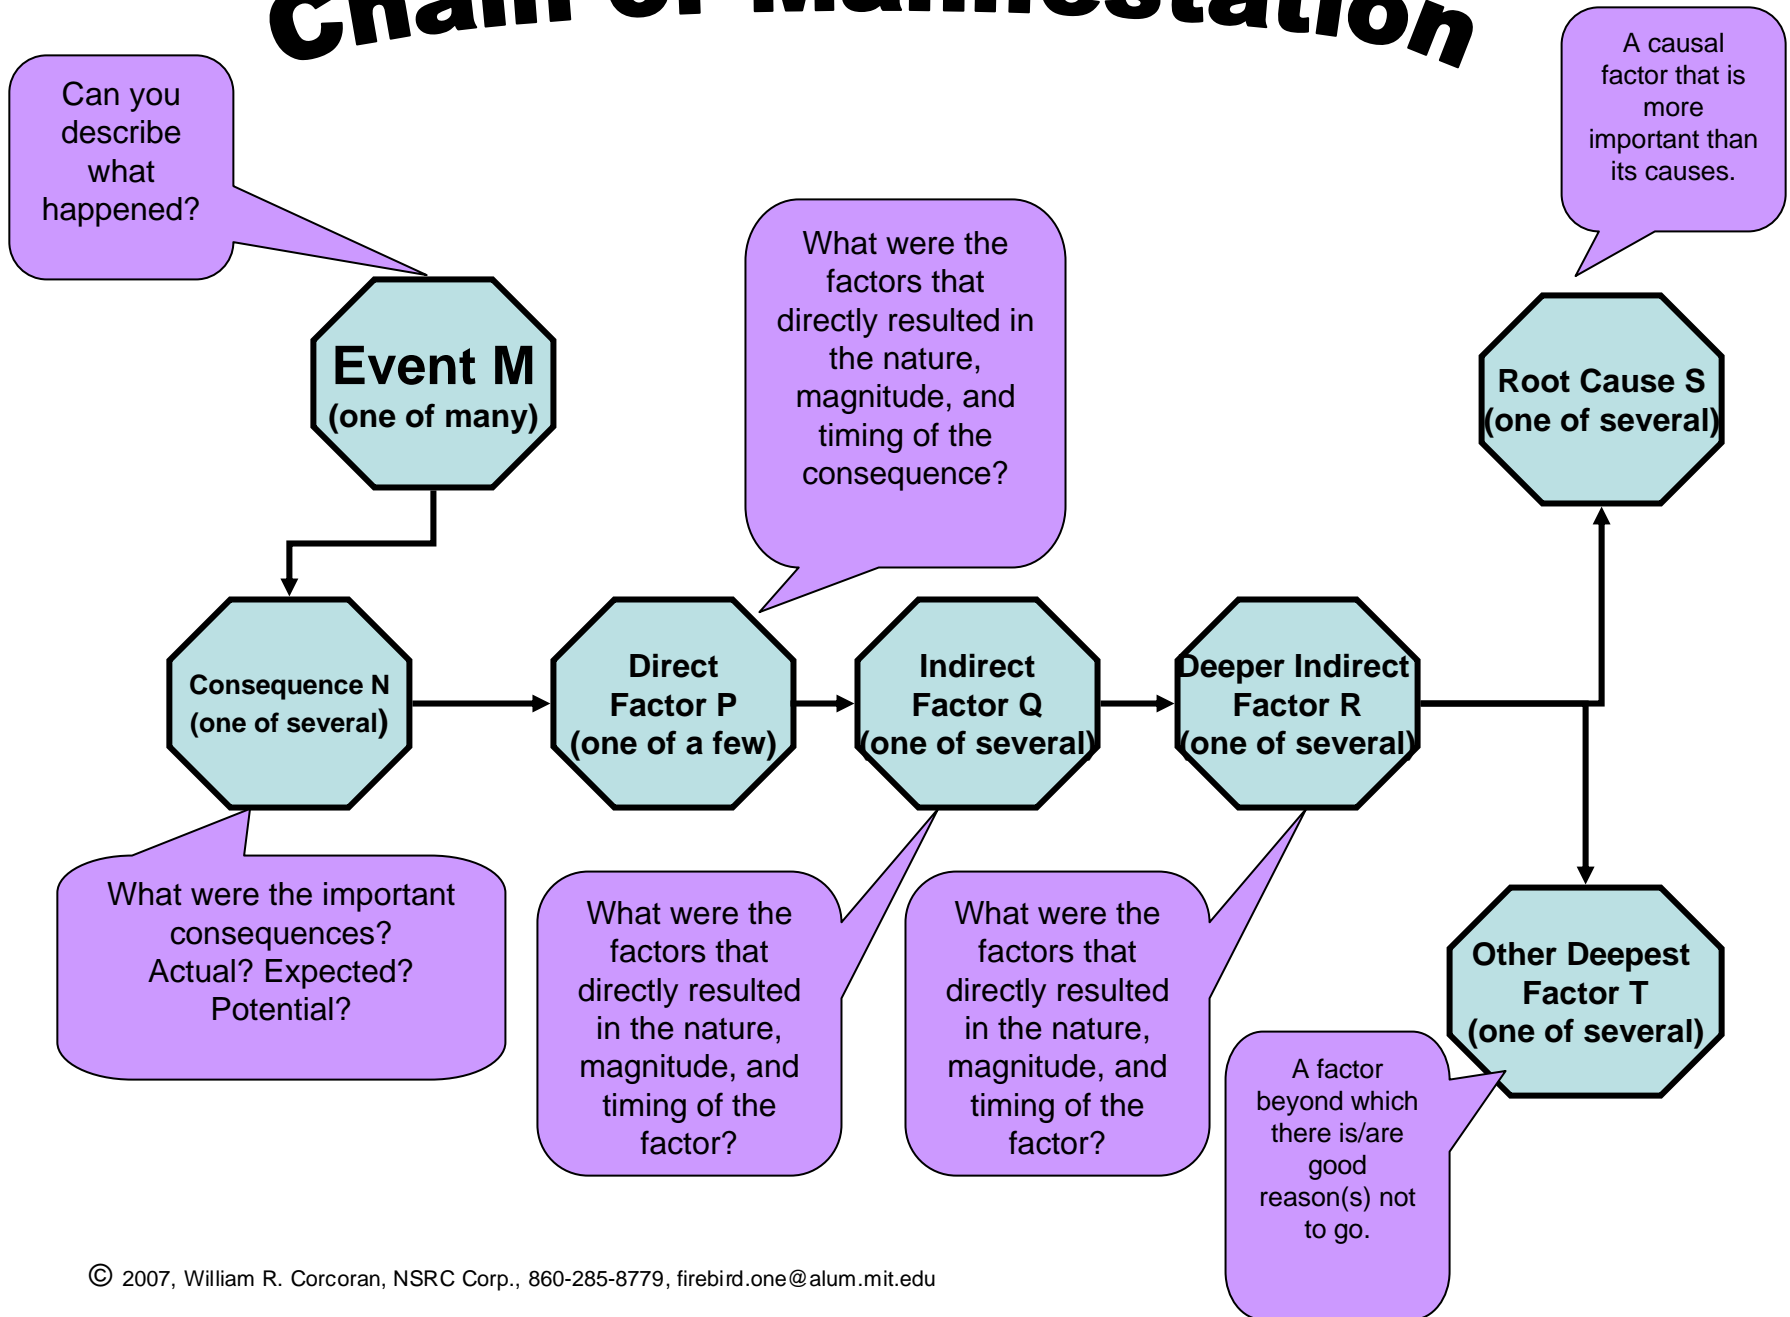 Chain of Manifestation
Can you
describe
what
happened?
A causal
factor that is
more
important than
its causes.
What were the
factors that
directly resulted in
the nature,
magnitude, and
timing of the
consequence?
Event M
(one of many)
Root Cause S
(one of several)
Consequence N
(one of several)
Direct
Factor P
(one of a few)
Indirect
Factor Q
(one of several)
Deeper Indirect
Factor R
(one of several)
What were the important
consequences?
Actual? Expected?
Potential?
What were the
factors that
directly resulted
in the nature,
magnitude, and
timing of the
factor?
What were the
factors that
directly resulted
in the nature,
magnitude, and
timing of the
factor?
Other Deepest
Factor T
(one of several)
A factor
beyond which
there is/are
good
reason(s) not
to go.
© 2007, William R. Corcoran, NSRC Corp., 860-285-8779, firebird.one@alum.mit.edu